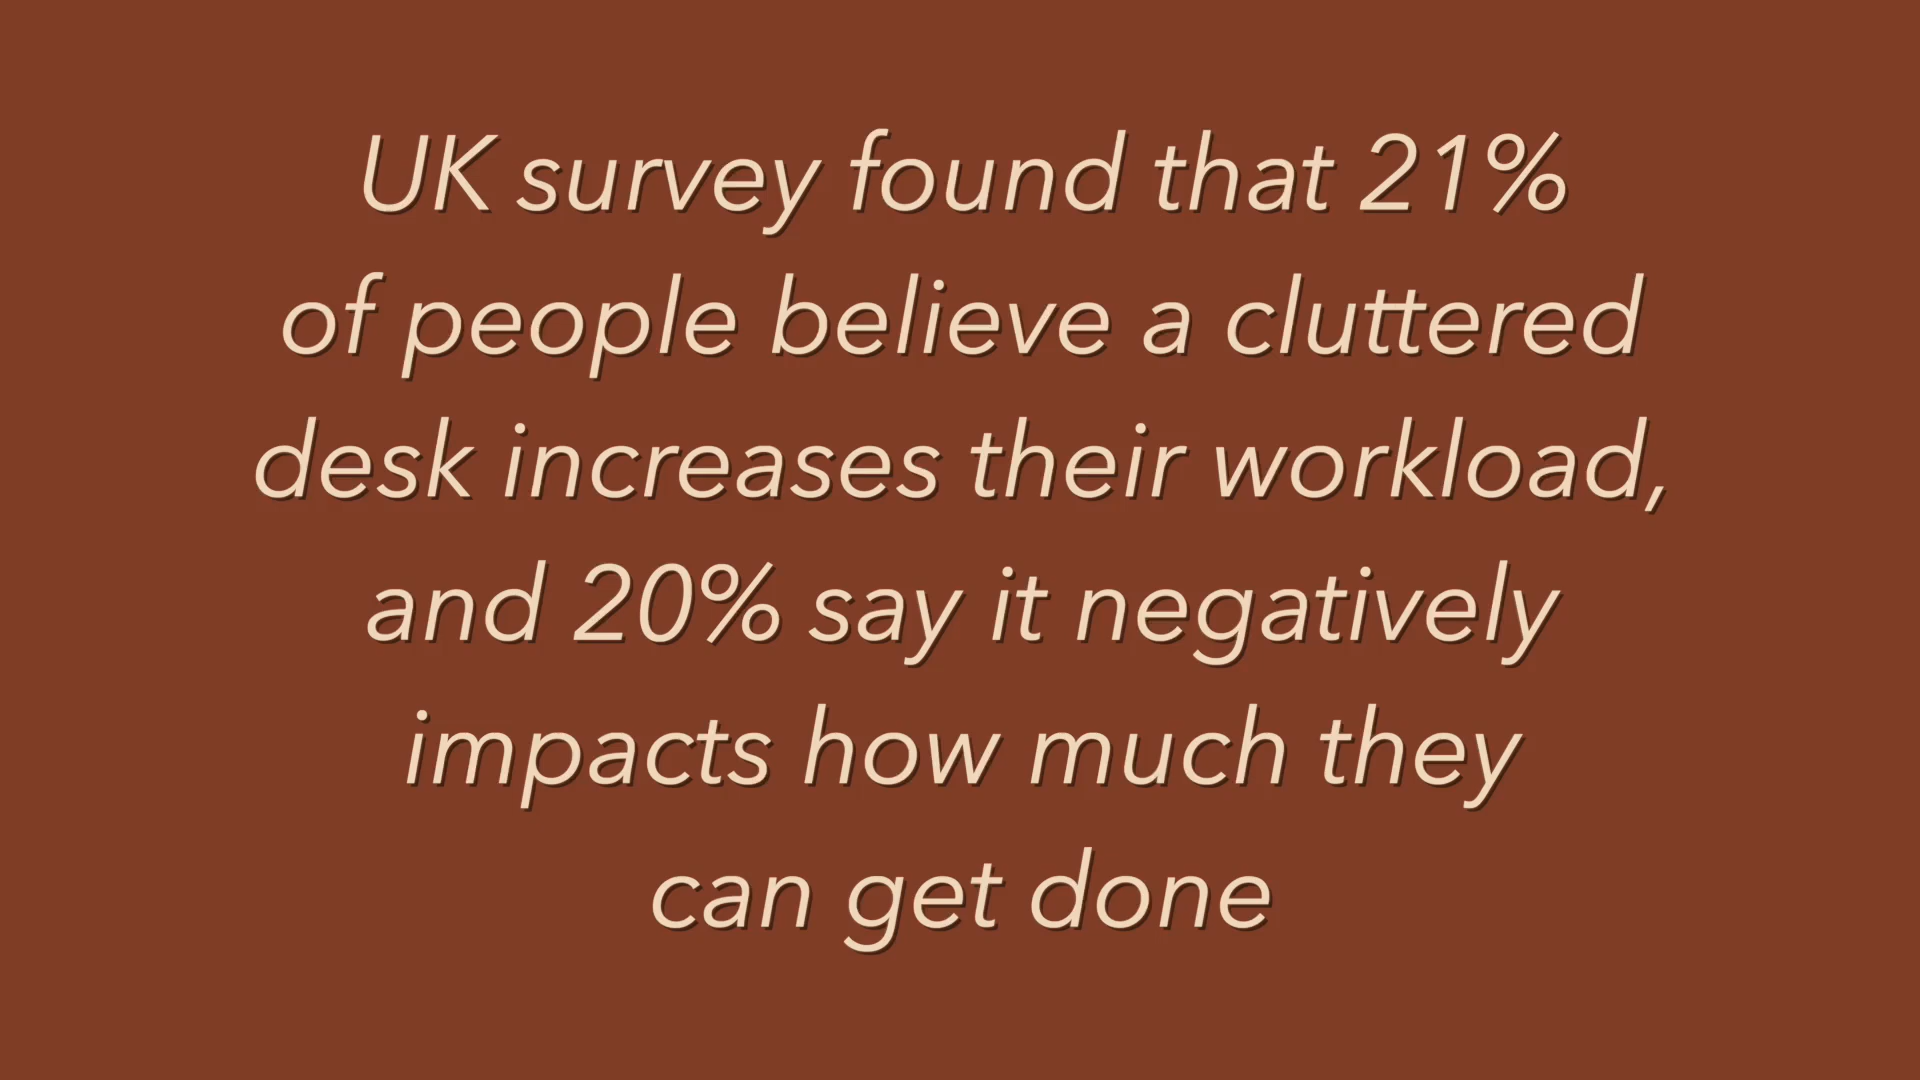 UK survey found that 21%
of people believe a cluttered
desk increases their workload,
and 20% say it negatively
impacts how much they
can get done